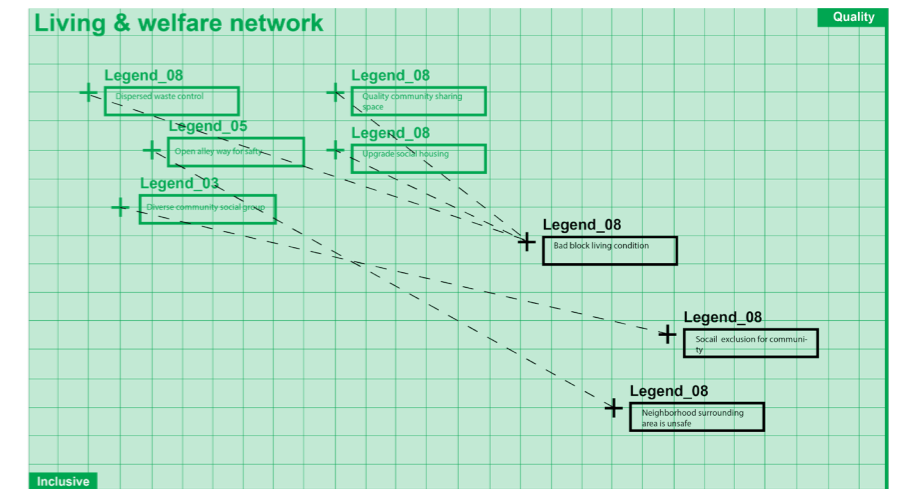 Living & welfare network
Quality
Legend_08
Dispersed waste control
Legend_08
Quality community sharing
space
Legend_05
Open alley way for safty
Legend_08
Upgrade social housing
Legend_03
Diverse community social group
Legend_08
Bad block living condition
Legend_08
Socail exclusion for communi-
ty
Legend_08
Neighborhood surrounding
area is unsafe
Inclusive